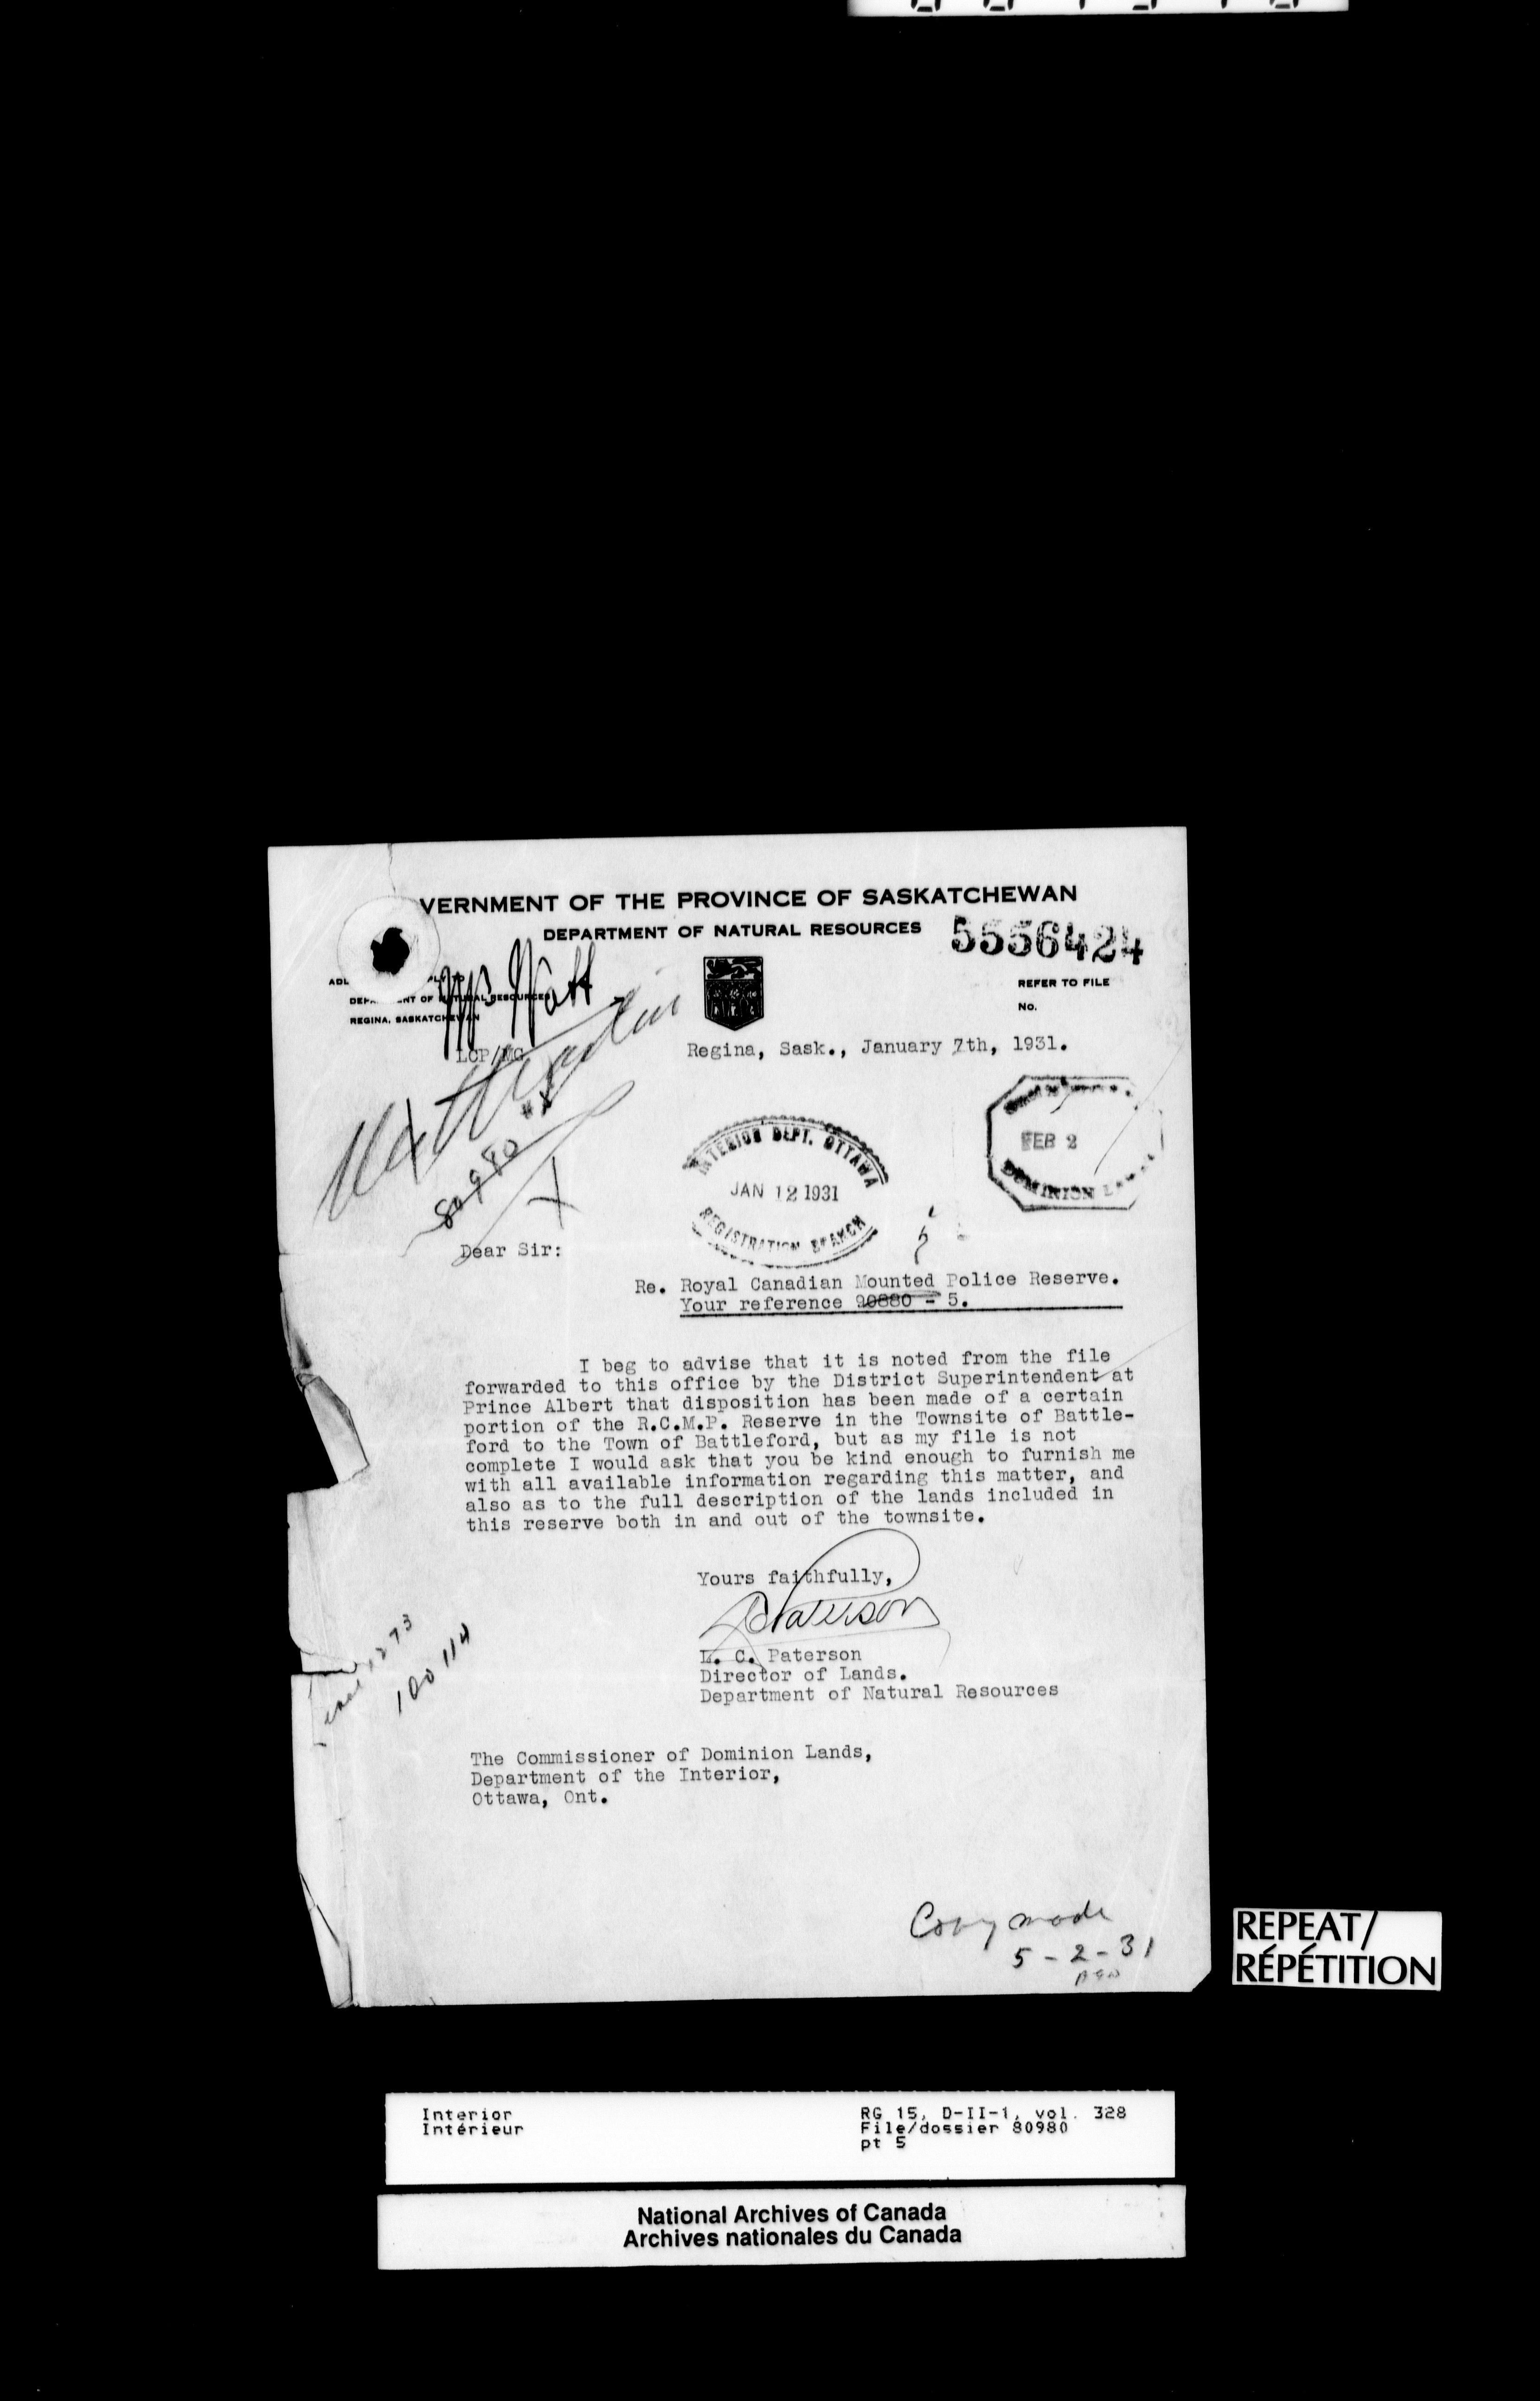 VERNMENT OF THE PROVINCE OF SASKATCHEWAN
DEPARTMENT OF NATURAL RESOURCES
5556424
REFER TO FILE
No.
REGINA, SASKATCHEWAN
Regina, Sask., January 7th, 1931.
80980
INTERIOR DEPT. OTTAWA
JAN 12 1931
REGISTRATION BRANCH
FEB 2
DOMINION
Dear Sir:
Re. Royal Canadian Mounted Police Reserve.
Your reference 90880 - 5.
I beg to advise that it is noted from the file
forwarded to this office by the District Superintendent at
Prince Albert that disposition has been made of a certain
portion of the R.C.M.P. Reserve in the Townsite of Battle-
ford to the Town of Battleford, but as my file is not
complete I would ask that you be kind enough to furnish me
with all available information regarding this matter, and
also as to the full description of the lands included in
this reserve both in and out of the townsite.
Yours faithfully,
L. C. Paterson
Director of Lands.
Department of Natural Resources
100114
The Commissioner of Dominion Lands,
Department of the Interior,
Ottawa, Ont.
Copy made
5-2-31
REPEAT/
RÉPÉTITION
Interior
Intérieur
RG 15, D-II-1, vol. 328
File/dossier 80980
pt 5
National Archives of Canada
Archives nationales du Canada